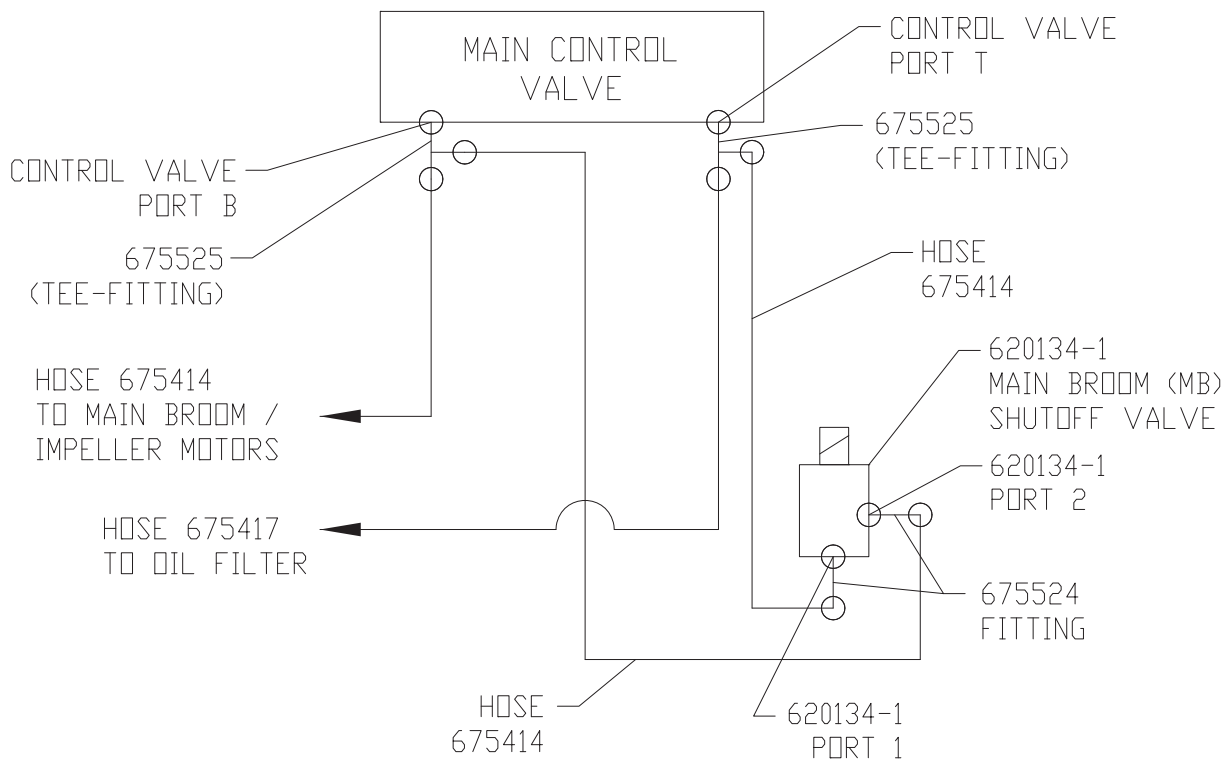 MAIN CONTROL
VALVE
CONTROL VALVE
PORT T
675525
(TEE-FITTING)
CONTROL VALVE
PORT B
675525
(TEE-FITTING)
HOSE
675414
620134-1
MAIN BROOM (MB)
SHUTOFF VALVE
HOSE 675414
TO MAIN BROOM /
IMPELLER MOTORS
620134-1
PORT 2
HOSE 675417
TO OIL FILTER
675524
FITTING
HOSE
675414
620134-1
PORT 1